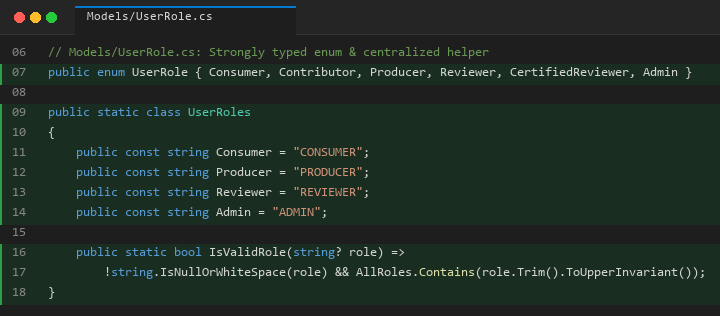 Models/UserRole.cs
06 // Models/UserRole.cs: Strongly typed enum & centralized helper
07 public enum UserRole { Consumer, Contributor, Producer, Reviewer, CertifiedReviewer, Admin }
08
09 public static class UserRoles
10 {
11     public const string Consumer = "CONSUMER";
12     public const string Producer = "PRODUCER";
13     public const string Reviewer = "REVIEWER";
14     public const string Admin = "ADMIN";
15
16     public static bool IsValidRole(string? role) =>
17         !string.IsNullOrWhiteSpace(role) && AllRoles.Contains(role.Trim().ToUpperInvariant());
18 }